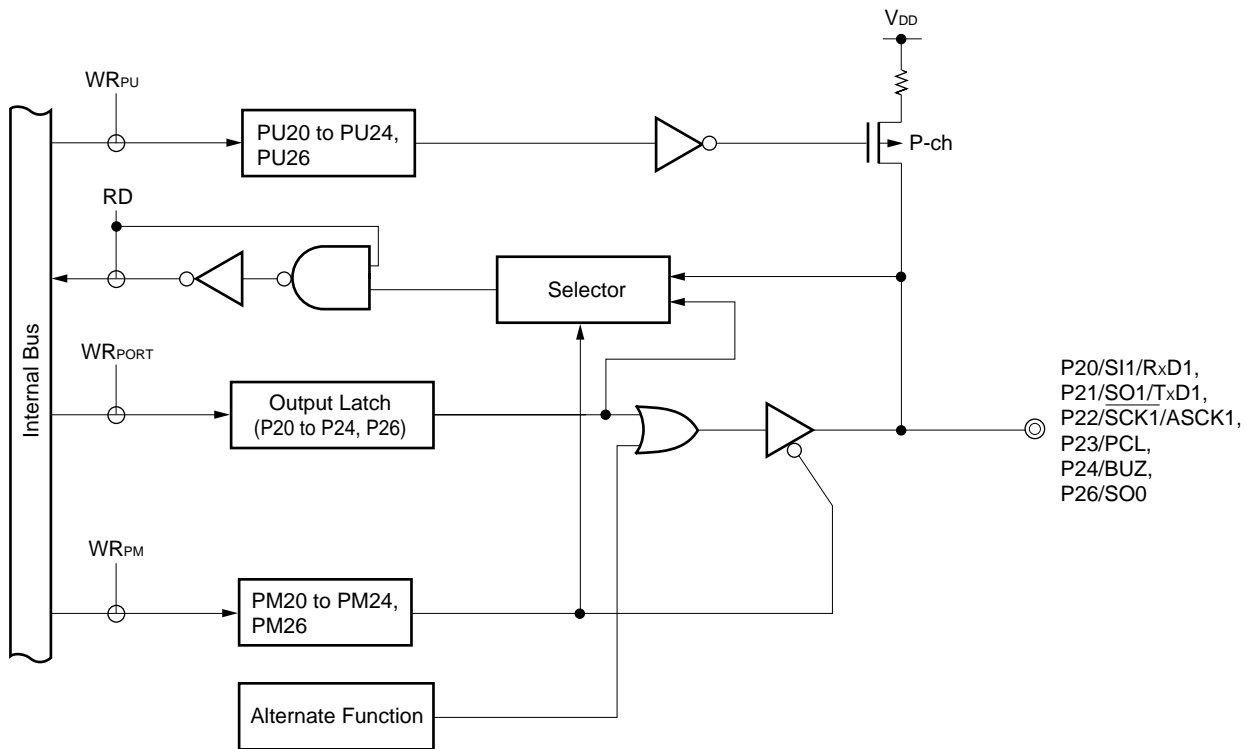 VDD
WRPU
PU20 to PU24,
PU26
P-ch
RD
Selector
Internal Bus
WRPORT
Output Latch
(P20 to P24, P26)
P20/SI1/RxD1,
P21/SO1/TxD1,
P22/SCK1/ASCK1,
P23/PCL,
P24/BUZ,
P26/SO0
WRPM
PM20 to PM24,
PM26
Alternate Function